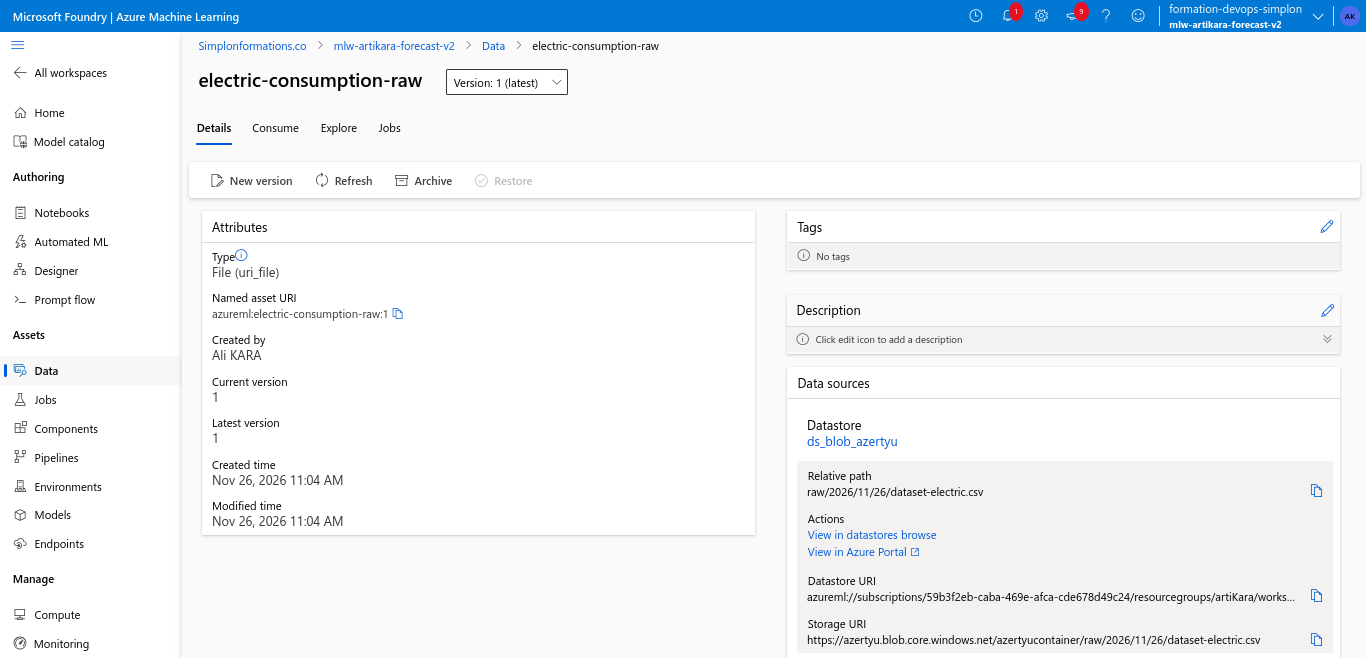 Microsoft Foundry | Azure Machine Learning
1
9
formation-devops-simplon
mlw-artikara-forecast-v2
AK
All workspaces
Home
Model catalog
Authoring
Notebooks
Automated ML
Designer
Prompt flow
Assets
Data
Jobs
Components
Pipelines
Environments
Models
Endpoints
Manage
Compute
Monitoring
Simplonformations.co > mlw-artikara-forecast-v2 > Data > electric-consumption-raw
electric-consumption-raw
Version: 1 (latest)
Details Consume Explore Jobs
New version Refresh Archive Restore
Attributes
Type
File (uri_file)
Named asset URI
azureml:electric-consumption-raw:1
Created by
Ali KARA
Current version
1
Latest version
1
Created time
Nov 26, 2026 11:04 AM
Modified time
Nov 26, 2026 11:04 AM
Tags
No tags
Description
Click edit icon to add a description
Data sources
Datastore
ds_blob_azertyu
Relative path
raw/2026/11/26/dataset-electric.csv
Actions
View in datastores browse
View in Azure Portal
Datastore URI
azureml://subscriptions/59b3f2eb-caba-469e-afca-cde678d49c24/resourcegroups/artiKara/works...
Storage URI
https://azertyu.blob.core.windows.net/azertyucontainer/raw/2026/11/26/dataset-electric.csv